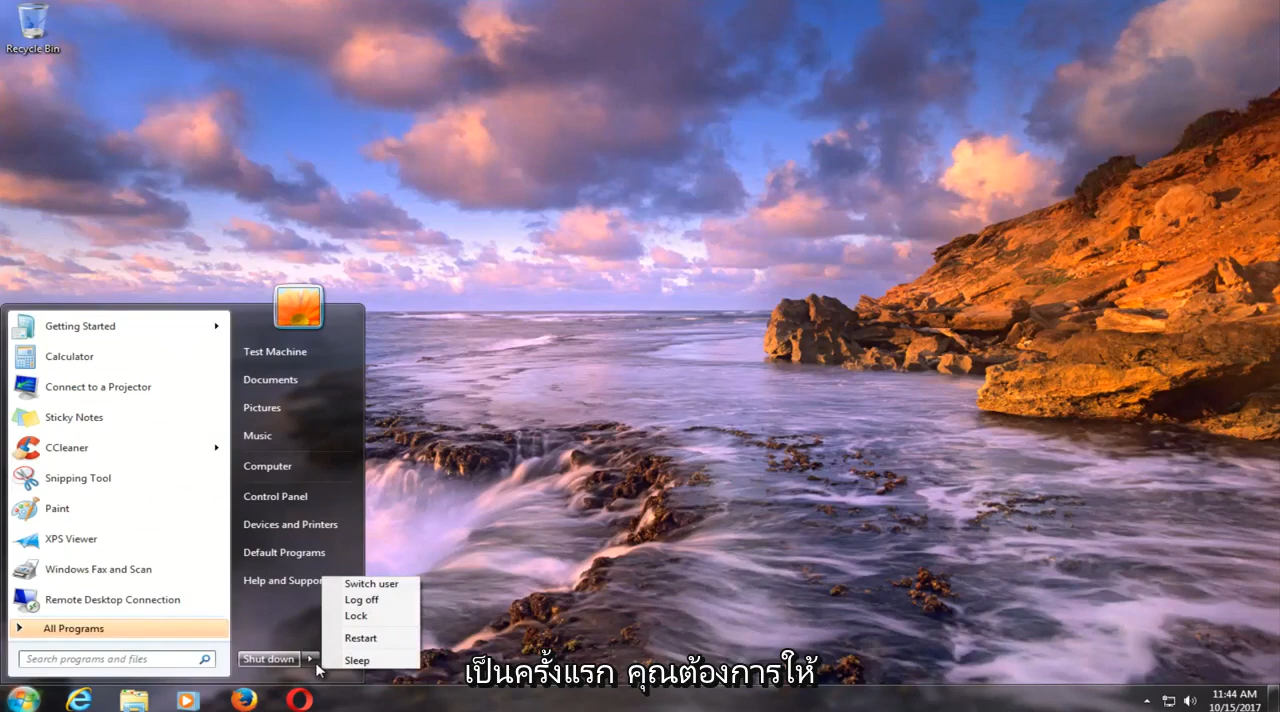 Recycle Bin
Getting Started
Calculator
Connect to a Projector
Sticky Notes
CCleaner
Snipping Tool
Paint
XPS Viewer
Windows Fax and Scan
Remote Desktop Connection
All Programs
Search programs and files
Test Machine
Documents
Pictures
Music
Computer
Control Panel
Devices and Printers
Default Programs
Help and Suppor
Shut down
Switch user
Log off
Lock
Restart
Sleep
เป็นครั้งแรก คุณต้องการให้
11:44 AM
10/15/2017